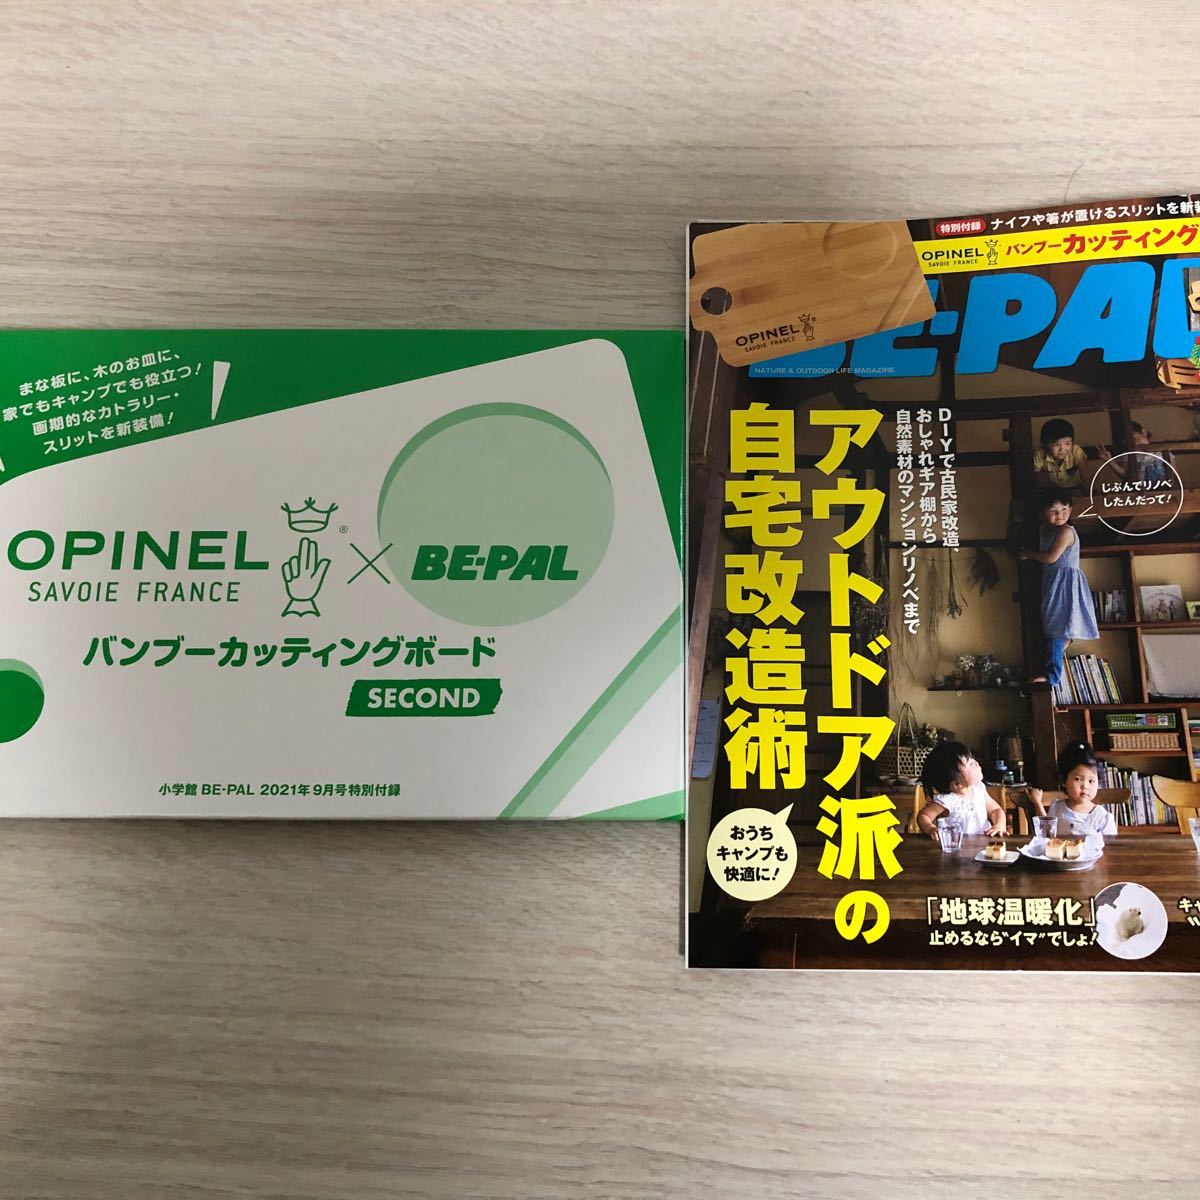 まな板に、木のお皿に、
家でもキャンプでも役立つ!
画期的なカトラリー・
スリットを新装備!
OPINEL
SAVOIE FRANCE
®
×
BE-PAL
バンブーカッティングボード
SECOND
小学館 BE-PAL 2021年9月号特別付録
特別付録 ナイフや箸が置けるスリットを新装
OPINEL
SAVOIE FRANCE
バンブーカッティング
BE-PAL
NATURE & OUTDOOR LIFE MAGAZINE
OPINEL
SAVOIE FRANCE
DIYで古民家改造、
おしゃれギア棚から
自然素材のマンションリノベまで
アウトドア派の
自宅改造術
じぶんでリノベ
したんだって!
おうち
キャンプも
快適に!
「地球温暖化」
止めるなら"イマ"でしょ!
キャ